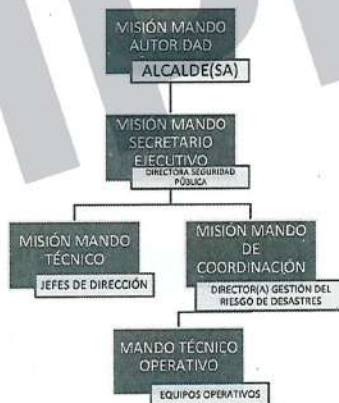 MISIÓN MANDO
AUTORIDAD
ALCALDE(SA)
MISIÓN MANDO
SECRETARIO
EJECUTIVO
DIRECTORA SEGURIDAD
PÚBLICA
MISIÓN MANDO
TÉCNICO
JEFES DE DIRECCIÓN
MISIÓN MANDO
DE
COORDINACIÓN
DIRECTOR(A) GESTIÓN DEL
RIESGO DE DESASTRES
MANDO TÉCNICO
OPERATIVO
EQUIPOS OPERATIVOS